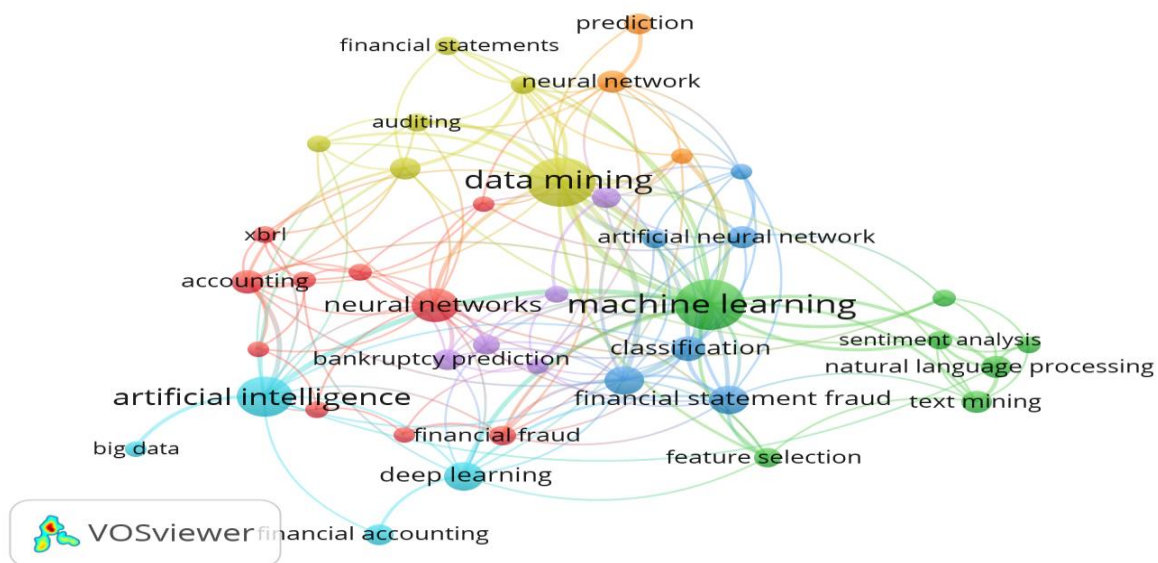 prediction
financial statements
neural network
auditing
data mining
xbrl
artificial neural network
accounting
neural networks
machine learning
sentiment analysis
bankruptcy prediction
classification
natural language processing
artificial intelligence
financial statement fraud
text mining
financial fraud
big data
feature selection
deep learning
VOSviewer
financial accounting